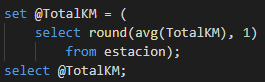 set @TotalKM = (
    select round(avg(TotalKM), 1)
        from estacion);
select @TotalKM;